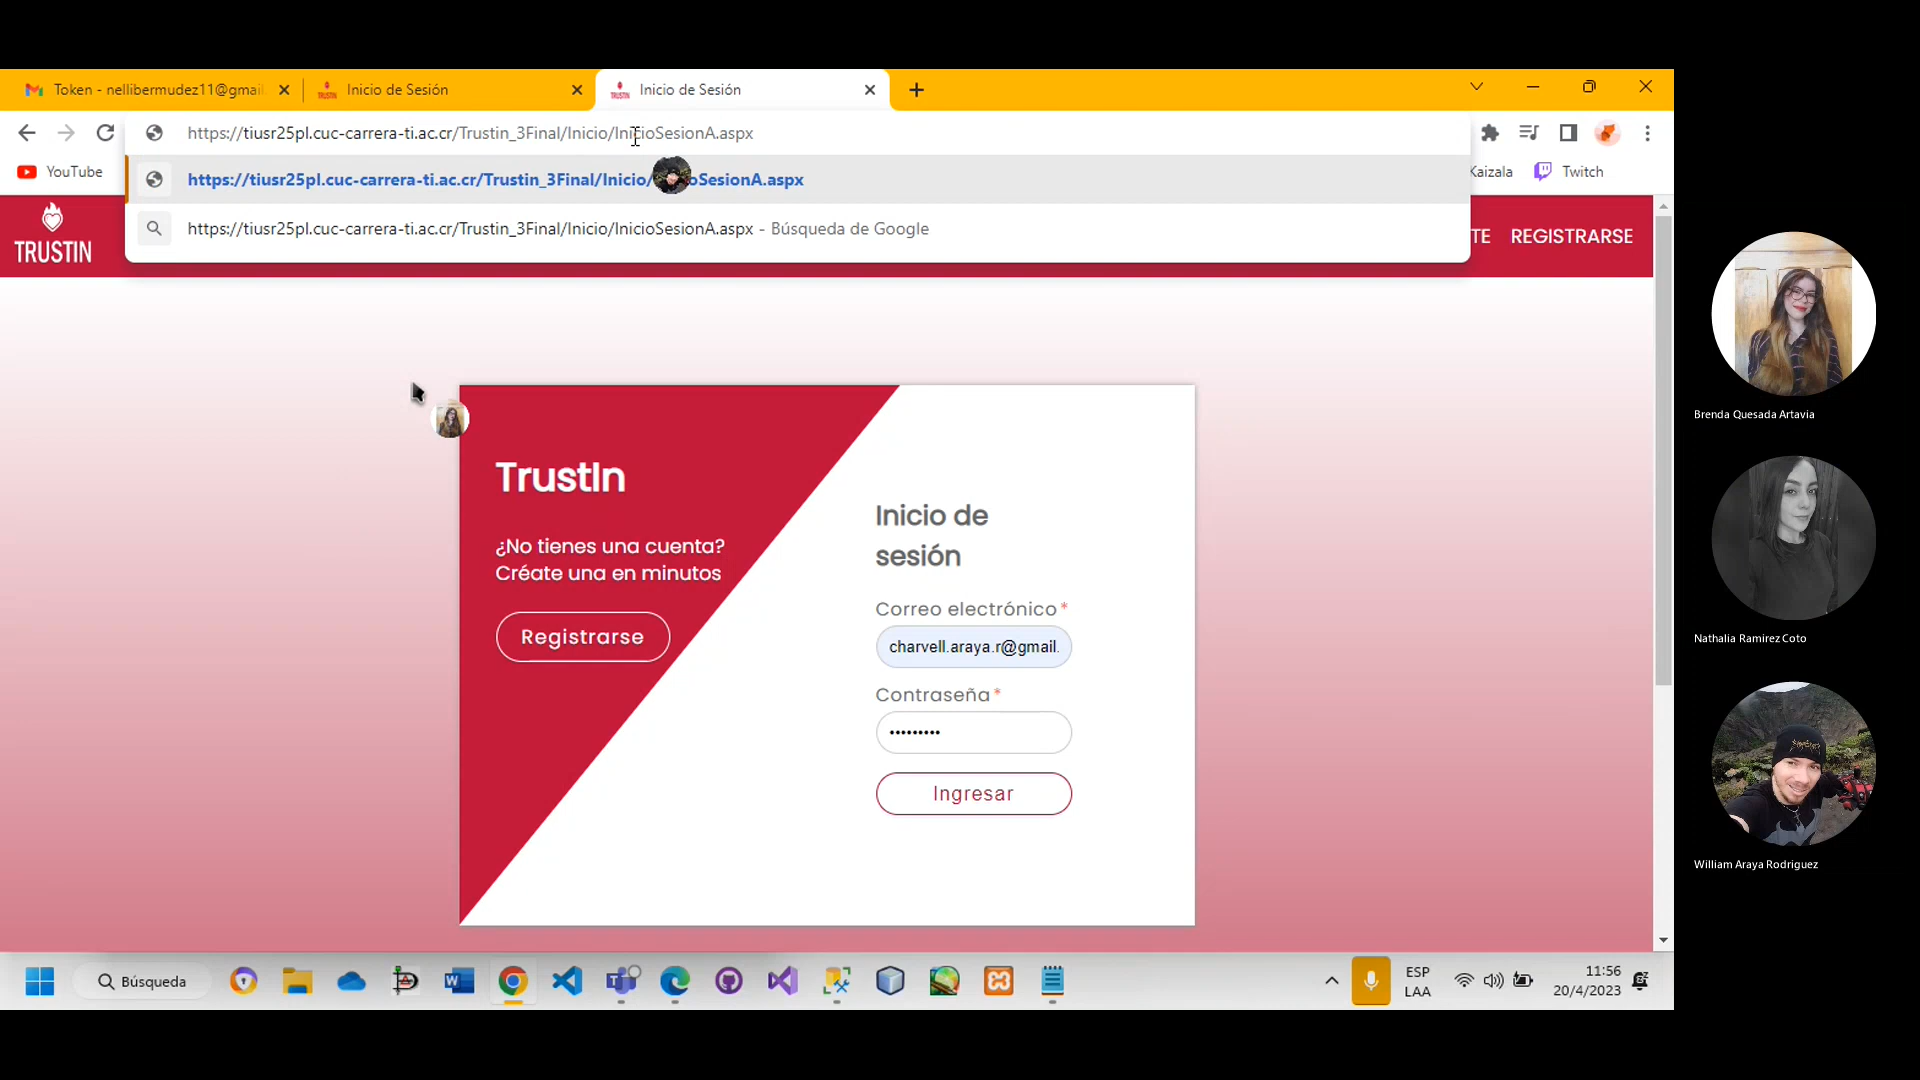 Token - nellibermudez11@gmai
Inicio de Sesión
Inicio de Sesión
https://tiusr25pl.cuc-carrera-ti.ac.cr/Trustin_3Final/Inicio/InicioSesionA.aspx
YouTube
https://tiusr25pl.cuc-carrera-ti.ac.cr/Trustin_3Final/Inicio/ oSesionA.aspx
Kaizala
Twitch
https://tiusr25pl.cuc-carrera-ti.ac.cr/Trustin_3Final/Inicio/InicioSesionA.aspx - Búsqueda de Google
TRUSTIN
TE
REGISTRARSE
TrustIn
¿No tienes una cuenta?
Créate una en minutos
Registrarse
Inicio de
sesión
Correo electrónico*
charvell.araya.r@gmail.
Contraseña*
Ingresar
Brenda Quesada Artavia
Nathalia Ramirez Coto
William Araya Rodriguez
Búsqueda
ESP
LAA
11:56
20/4/2023